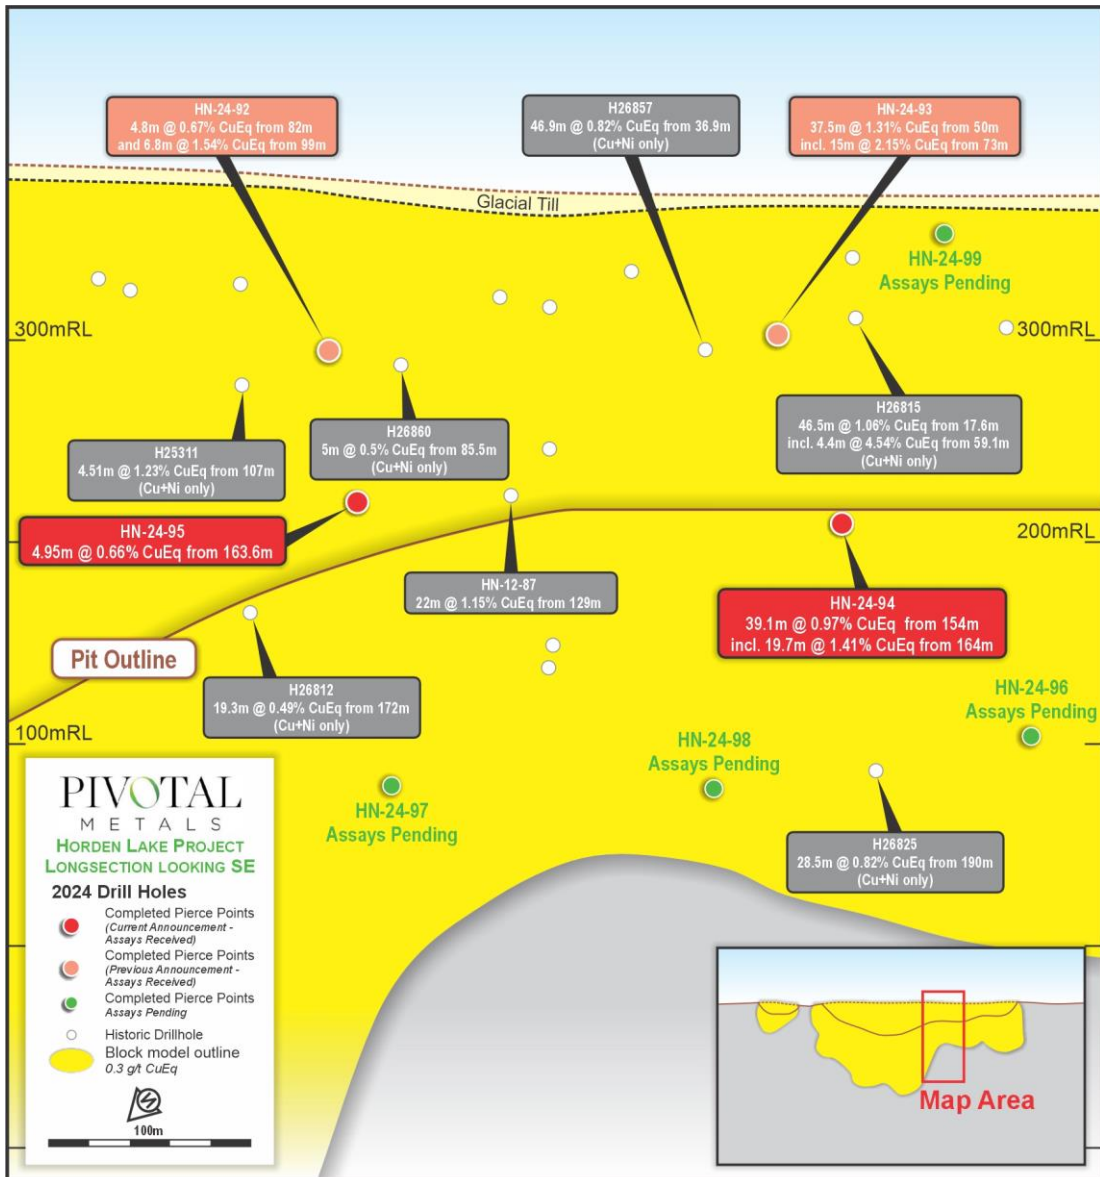 HN-24-92
4.8m @ 0.67% CuEq from 82m
and 6.8m @ 1.54% CuEq from 99m
H26857
46.9m @ 0.82% CuEq from 36.9m
(Cu+Ni only)
HN-24-93
37.5m @ 1.31% CuEq from 50m
incl. 15m @ 2.15% CuEq from 73m
Glacial Till
HN-24-99
Assays Pending
300mRL
300mRL
H25311
4.51m @ 1.23% CuEq from 107m
(Cu+Ni only)
H26860
5m @ 0.5% CuEq from 85.5m
(Cu+Ni only)
H26815
46.5m @ 1.06% CuEq from 17.6m
incl. 4.4m @ 4.54% CuEq from 59.1m
(Cu+Ni only)
HN-24-95
4.95m @ 0.66% CuEq from 163.6m
200mRL
HN-12-87
22m @ 1.15% CuEq from 129m
HN-24-94
39.1m @ 0.97% CuEq from 154m
incl. 19.7m @ 1.41% CuEq from 164m
Pit Outline
H26812
19.3m @ 0.49% CuEq from 172m
(Cu+Ni only)
HN-24-96
Assays Pending
100mRL
HN-24-98
Assays Pending
HN-24-97
Assays Pending
H26825
28.5m @ 0.82% CuEq from 190m
(Cu+Ni only)
PIVOTAL
METALS
HORDEN LAKE PROJECT
LONGSECTION LOOKING SE
2024 Drill Holes
Completed Pierce Points
(Current Announcement -
Assays Received)
Completed Pierce Points
(Previous Announcement -
Assays Received)
Completed Pierce Points
Assays Pending
Historic Drillhole
Block model outline
0.3 g/t CuEq
N
100m
Map Area